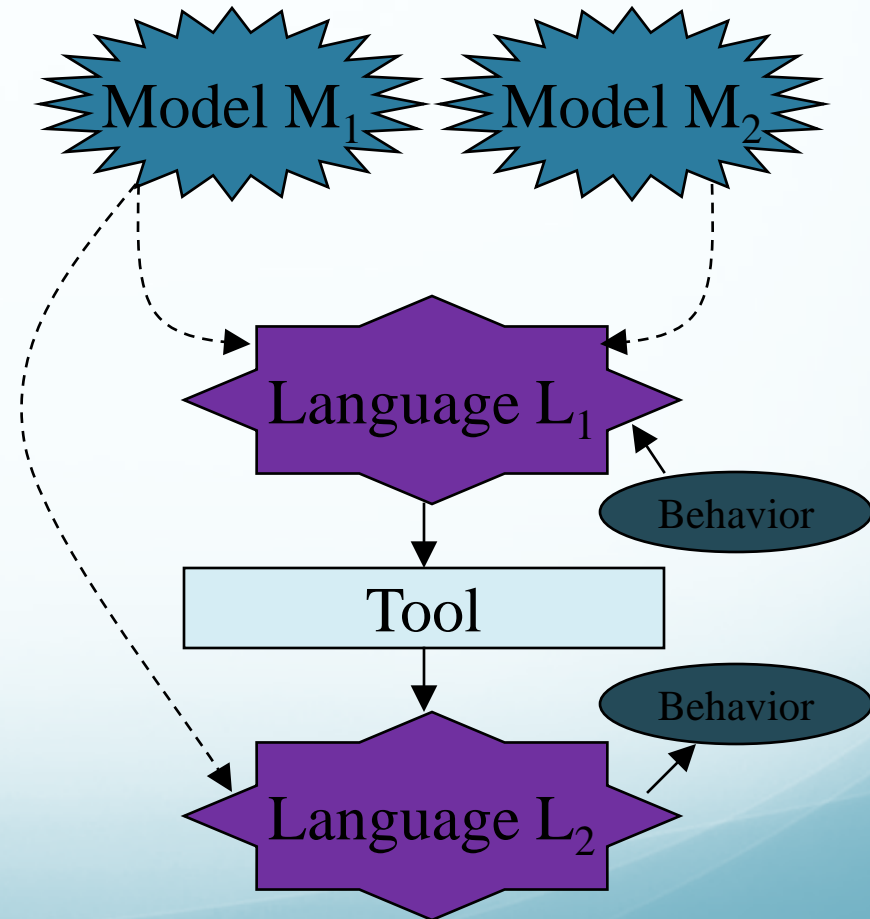 Model M₁
Model M₂
Language L₁
Behavior
Tool
Behavior
Language L₂